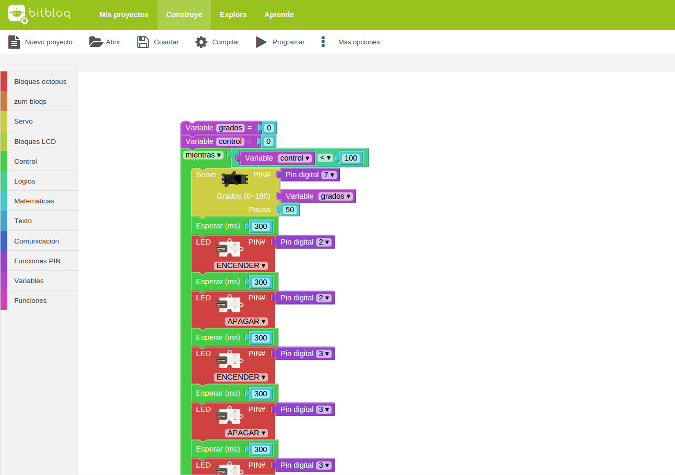 bitbloq
Mis proyectos Construye Explora Aprende
Nuevo proyecto Abrir Guardar Compilar Programar Mas opciones
Bloques octopus
zum bloqs
Servo
Bloques LCD
Control
Lógica
Matemáticas
Texto
Comunicación
Funciones PIN
Variables
Funciones
Variable grados = 0
Variable control = 0
mientras Variable control < 100
Servo PIN# Pin digital 7
Grados (0~180) Variable grados
Pausa 50
Esperar (ms) 300
LED PIN# Pin digital 2
ENCENDER
Esperar (ms) 300
LED PIN# Pin digital 2
APAGAR
Esperar (ms) 300
LED PIN# Pin digital 3
ENCENDER
Esperar (ms) 300
LED PIN# Pin digital 3
APAGAR
Esperar (ms) 300
LED PIN# Pin digital 3